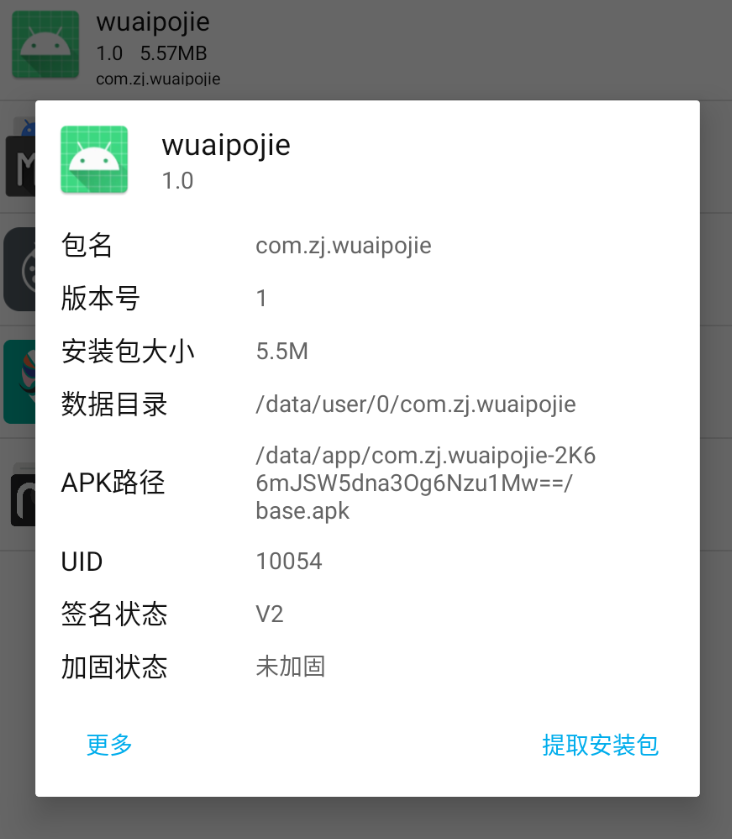 wuaipojie
1.0 5.57MB
com.zj.wuaipojie
wuaipojie
1.0
包名 com.zj.wuaipojie
版本号 1
安装包大小 5.5M
数据目录 /data/user/0/com.zj.wuaipojie
APK路径 /data/app/com.zj.wuaipojie-2K6
6mJSW5dna3Og6Nzu1Mw==/
base.apk
UID 10054
签名状态 V2
加固状态 未加固
更多 提取安装包